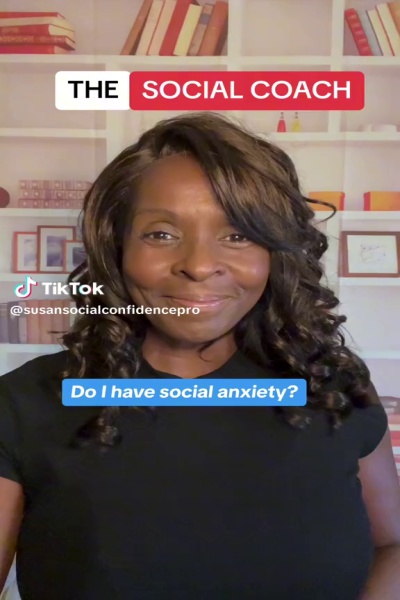 THE SOCIAL COACH
TikTok
@susansocialconfidencepro
Do I have social anxiety?